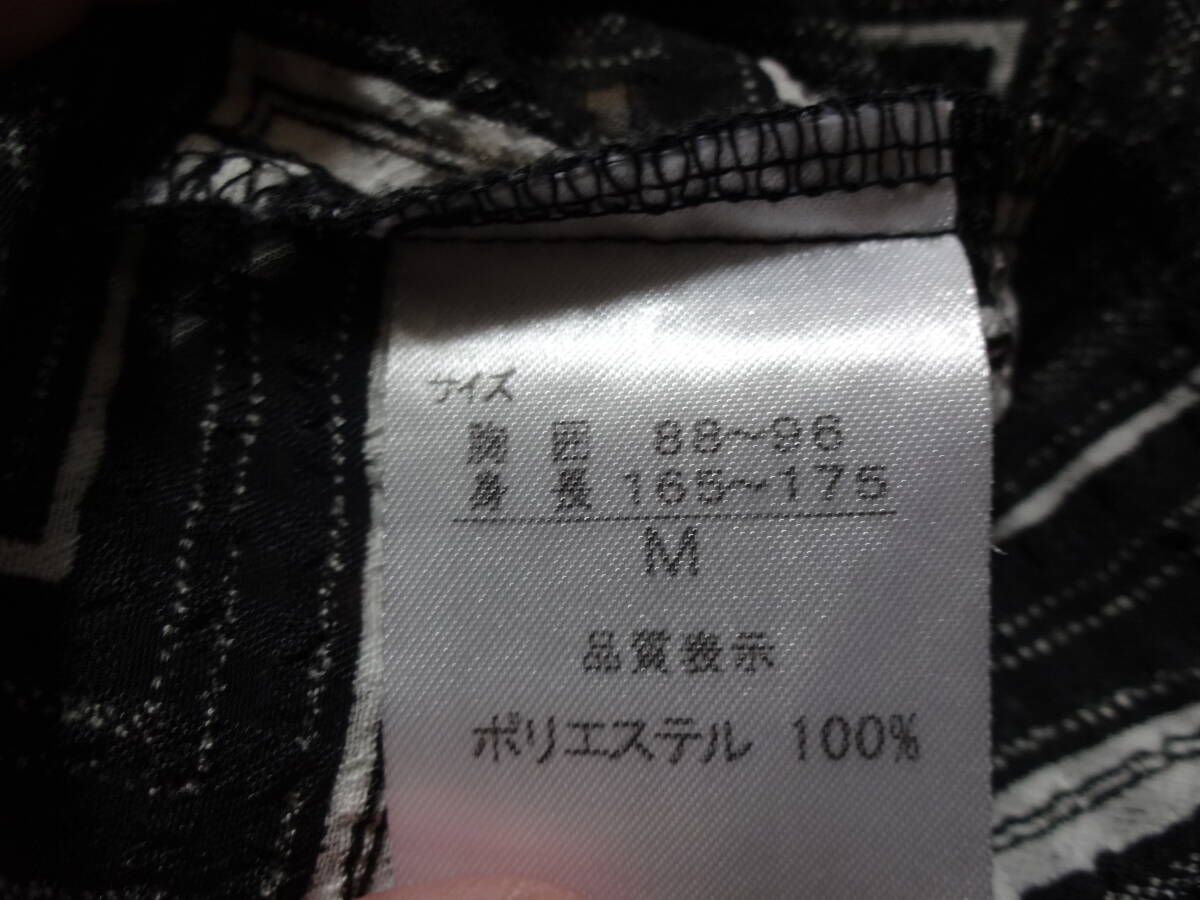 サイズ
胸 囲 88～96
身 長 165～175
M
品質表示
ポリエステル 100%